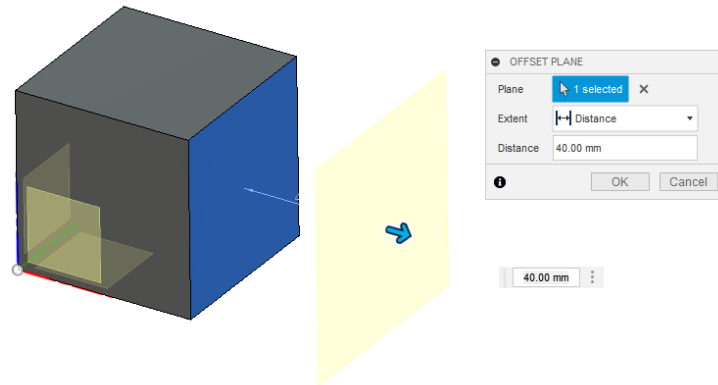 OFFSET PLANE
Plane 1 selected
Extent Distance
Distance 40.00 mm
OK Cancel
40.00 mm